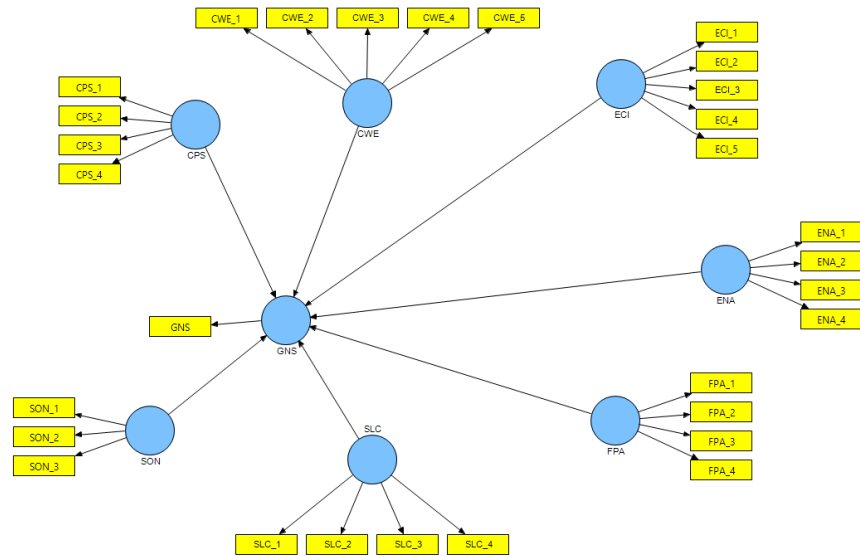 CWE_1
CWE_2
CWE_3
CWE_4
CWE_5
CWE
CPS_1
CPS_2
CPS_3
CPS_4
CPS
ECI_1
ECI_2
ECI_3
ECI_4
ECI_5
ECI
ENA_1
ENA_2
ENA_3
ENA_4
ENA
GNS
GNS
SON_1
SON_2
SON_3
SON
SLC
SLC_1
SLC_2
SLC_3
SLC_4
FPA_1
FPA_2
FPA_3
FPA_4
FPA